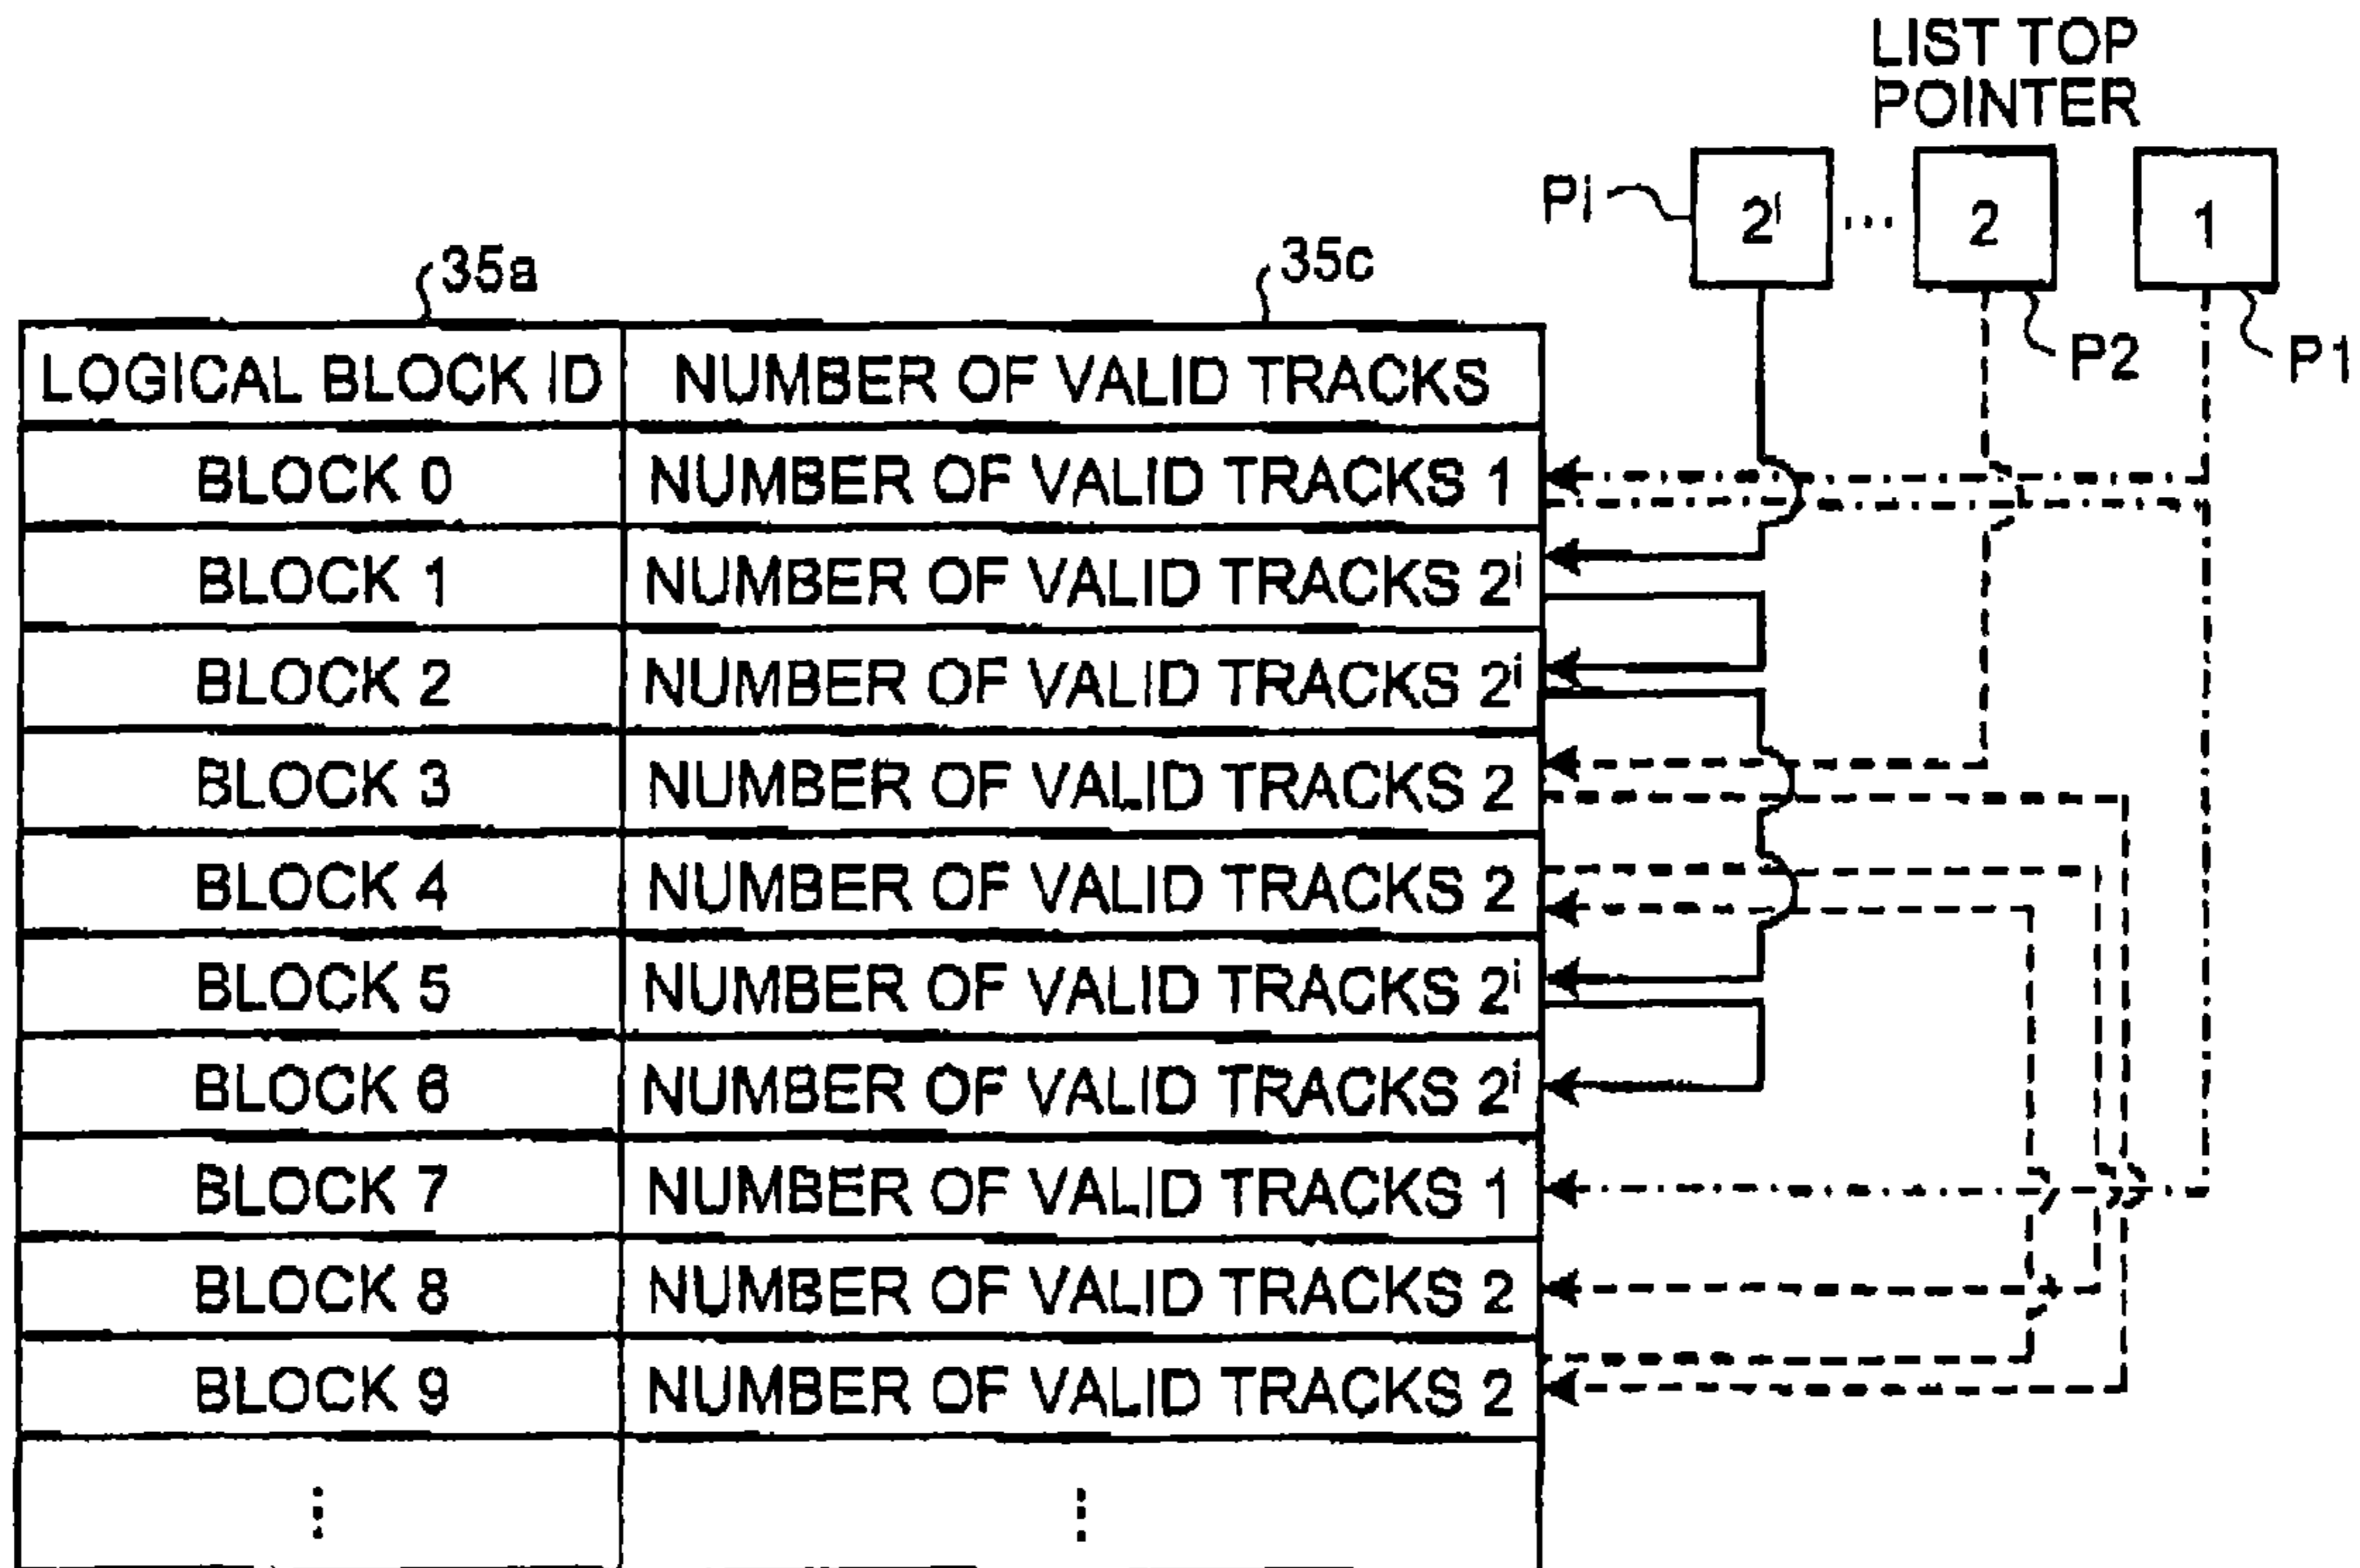 LIST TOP
POINTER
Pi 2ⁱ ... 2 1
P2 P1
35a 35c
LOGICAL BLOCK ID NUMBER OF VALID TRACKS
BLOCK 0 NUMBER OF VALID TRACKS 1
BLOCK 1 NUMBER OF VALID TRACKS 2ⁱ
BLOCK 2 NUMBER OF VALID TRACKS 2ⁱ
BLOCK 3 NUMBER OF VALID TRACKS 2
BLOCK 4 NUMBER OF VALID TRACKS 2
BLOCK 5 NUMBER OF VALID TRACKS 2ⁱ
BLOCK 6 NUMBER OF VALID TRACKS 2ⁱ
BLOCK 7 NUMBER OF VALID TRACKS 1
BLOCK 8 NUMBER OF VALID TRACKS 2
BLOCK 9 NUMBER OF VALID TRACKS 2
⋮ ⋮